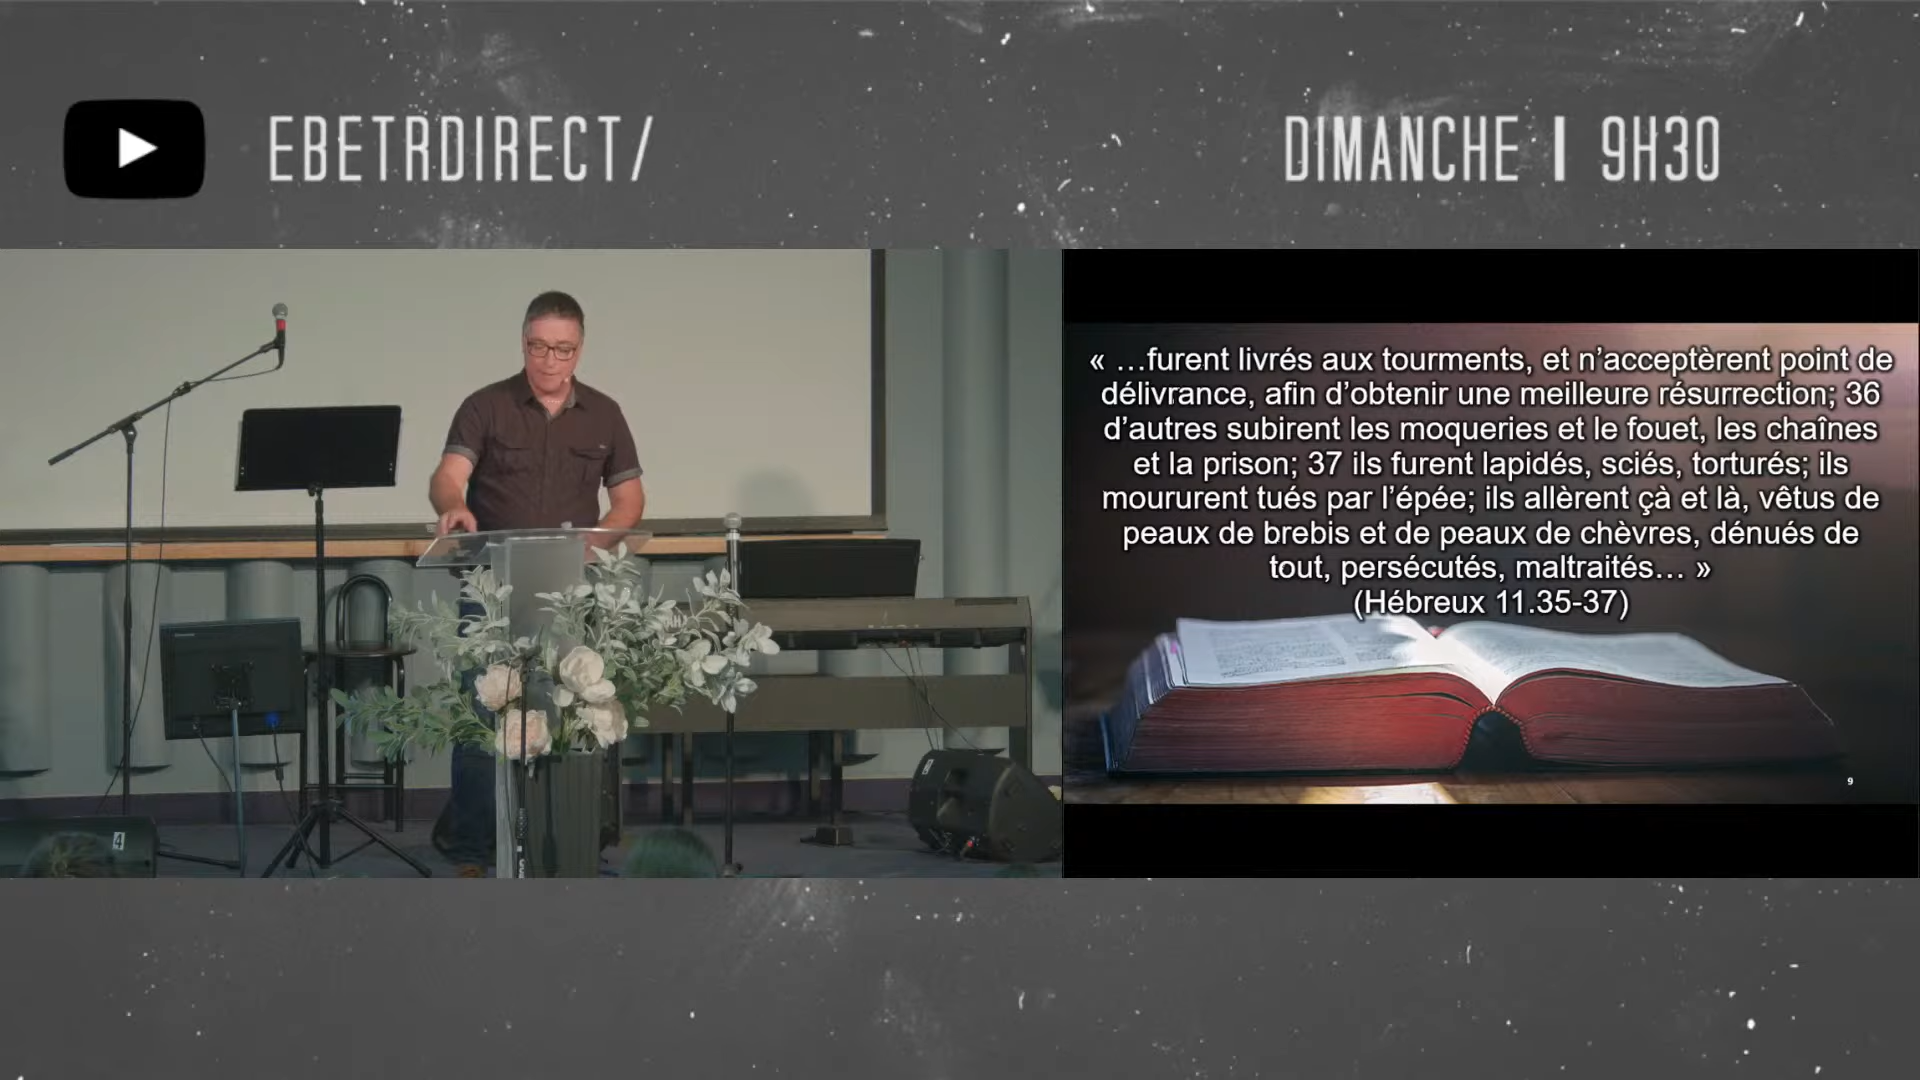 EBETRDIRECT/
DIMANCHE | 9H30
« …furent livrés aux tourments, et n’acceptèrent point de
délivrance, afin d’obtenir une meilleure résurrection; 36
d’autres subirent les moqueries et le fouet, les chaînes
et la prison; 37 ils furent lapidés, sciés, torturés; ils
moururent tués par l’épée; ils allèrent çà et là, vêtus de
peaux de brebis et de peaux de chèvres, dénués de
tout, persécutés, maltraités… »
(Hébreux 11.35-37)
9
4